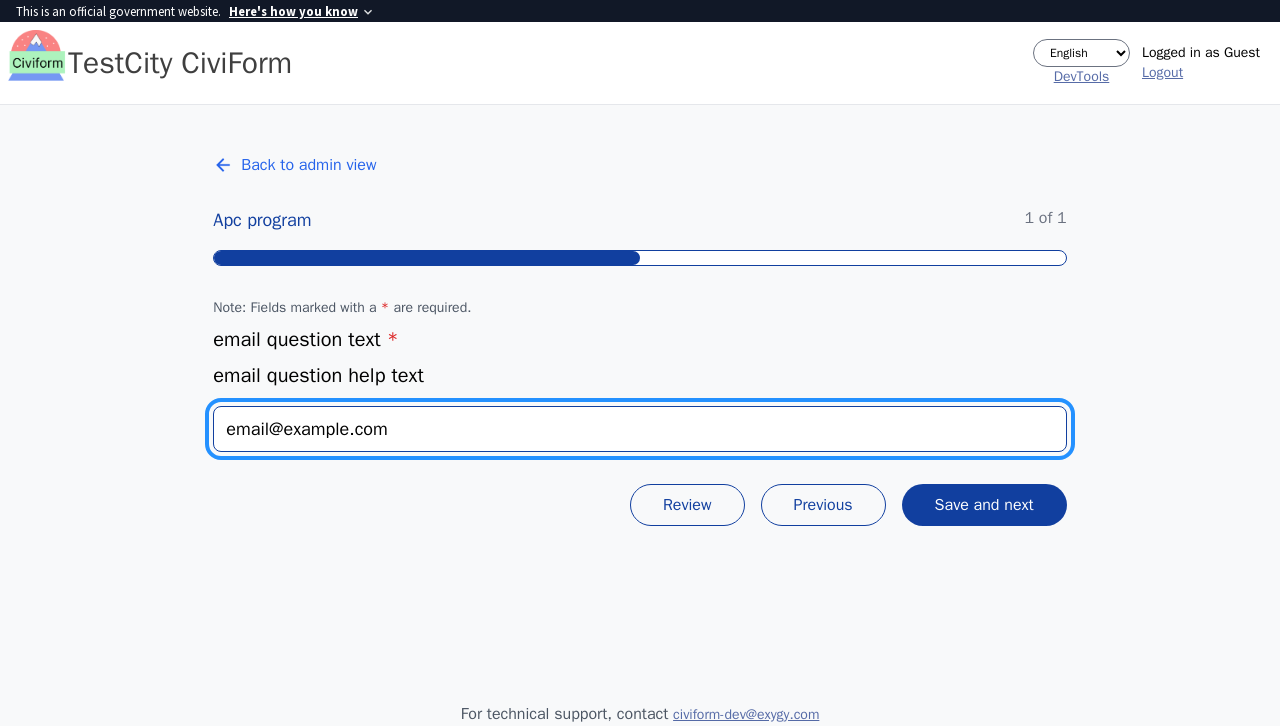 This is an official government website. Here's how you know
Civiform
TestCity CiviForm
English
DevTools
Logged in as Guest
Logout
Back to admin view
Apc program
1 of 1
Note: Fields marked with a * are required.
email question text *
email question help text
email@example.com
Review
Previous
Save and next
For technical support, contact civiform-dev@exygy.com